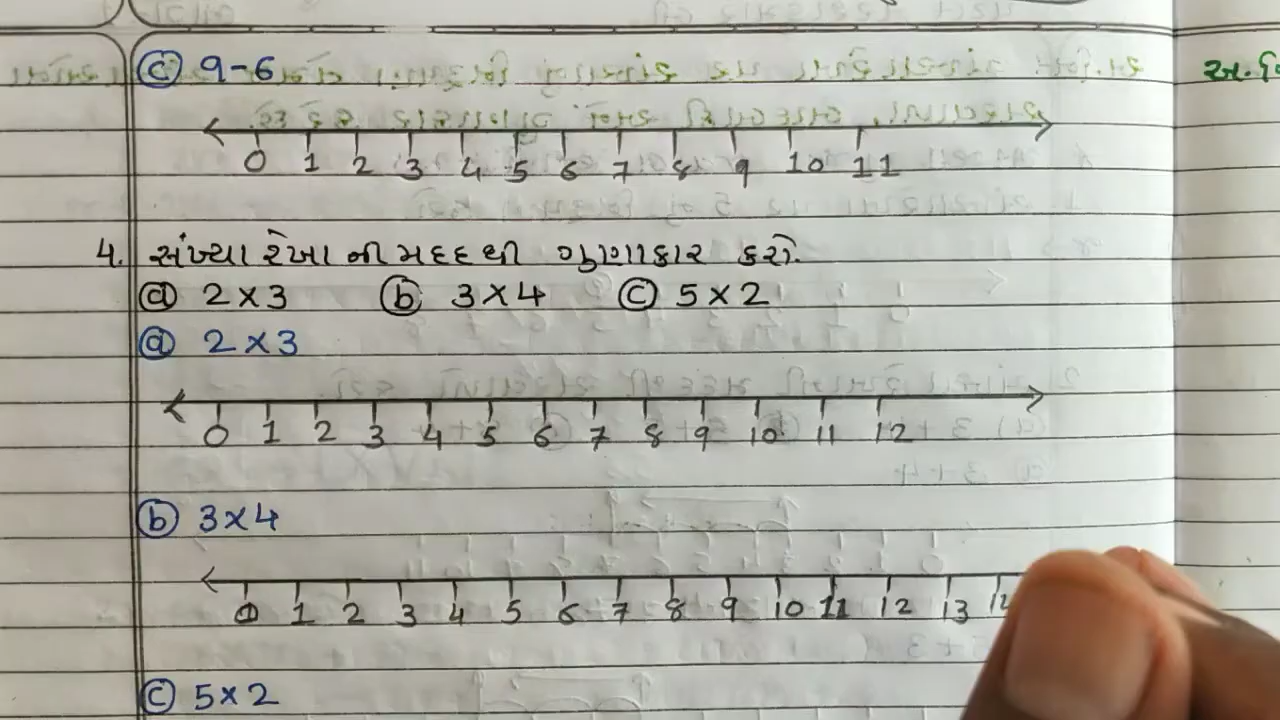 ⓒ 9-6
0 1 2 3 4 5 6 7 8 9 10 11
4. સંખ્યા રેખા ની મદદ થી ગુણાકાર કરો.
ⓐ 2×3 ⓑ 3×4 ⓒ 5×2
ⓐ 2×3
0 1 2 3 4 5 6 7 8 9 10 11 12
ⓑ 3×4
0 1 2 3 4 5 6 7 8 9 10 11 12 13
ⓒ 5×2